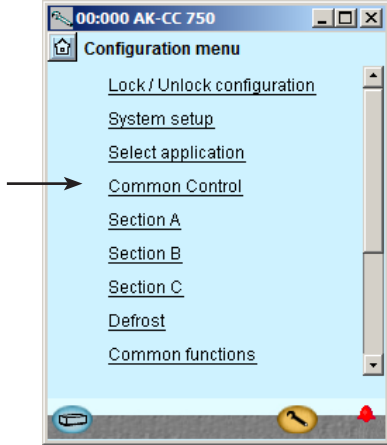 00:000 AK-CC 750
Configuration menu
Lock / Unlock configuration
System setup
Select application
Common Control
Section A
Section B
Section C
Defrost
Common functions